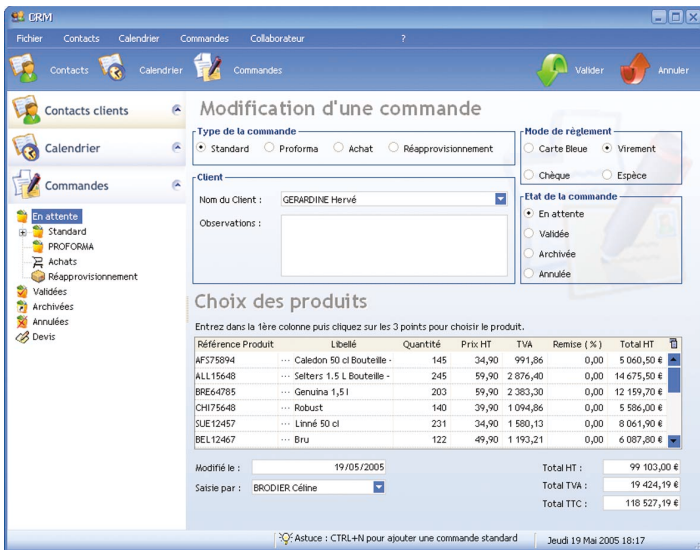 CRM
Fichier Contacts Calendrier Commandes Collaborateur ?
Contacts Calendrier Commandes Valider Annuler
Contacts clients
Calendrier
Commandes
En attente
Standard
PROFORMA
Achats
Réapprovisionnement
Validées
Archivées
Annulées
Devis
Modification d'une commande
Type de la commande
Standard Proforma Achat Réapprovisionnement
Mode de règlement
Carte Bleue Virement
Chèque Espèce
Client
Nom du Client : GERARDINE Hervé
Observations :
Etat de la commande
En attente
Validée
Archivée
Annulée
Choix des produits
Entrez dans la 1ère colonne puis cliquez sur les 3 points pour choisir le produit.
Référence Produit Libellé Quantité Prix HT TVA Remise ( % ) Total HT
AFS75894 ... Caledon 50 cl Bouteille - 145 34,90 991,86 0,00 5 060,50 €
ALL15648 ... Selters 1.5 L Bouteille - 245 59,90 2 876,40 0,00 14 675,50 €
BRE64785 ... Genuina 1,5 l 203 59,90 2 383,30 0,00 12 159,70 €
CHI75648 ... Robust 140 39,90 1 094,86 0,00 5 586,00 €
SUE12457 ... Linné 50 cl 231 34,90 1 580,13 0,00 8 061,90 €
BEL12467 ... Bru 122 49,90 1 193,21 0,00 6 087,80 €
Modifié le : 19/05/2005 Total HT : 99 103,00 €
Saisie par : BRODIER Céline Total TVA : 19 424,19 €
Total TTC : 118 527,19 €
Astuce : CTRL+N pour ajouter une commande standard Jeudi 19 Mai 2005 18:17